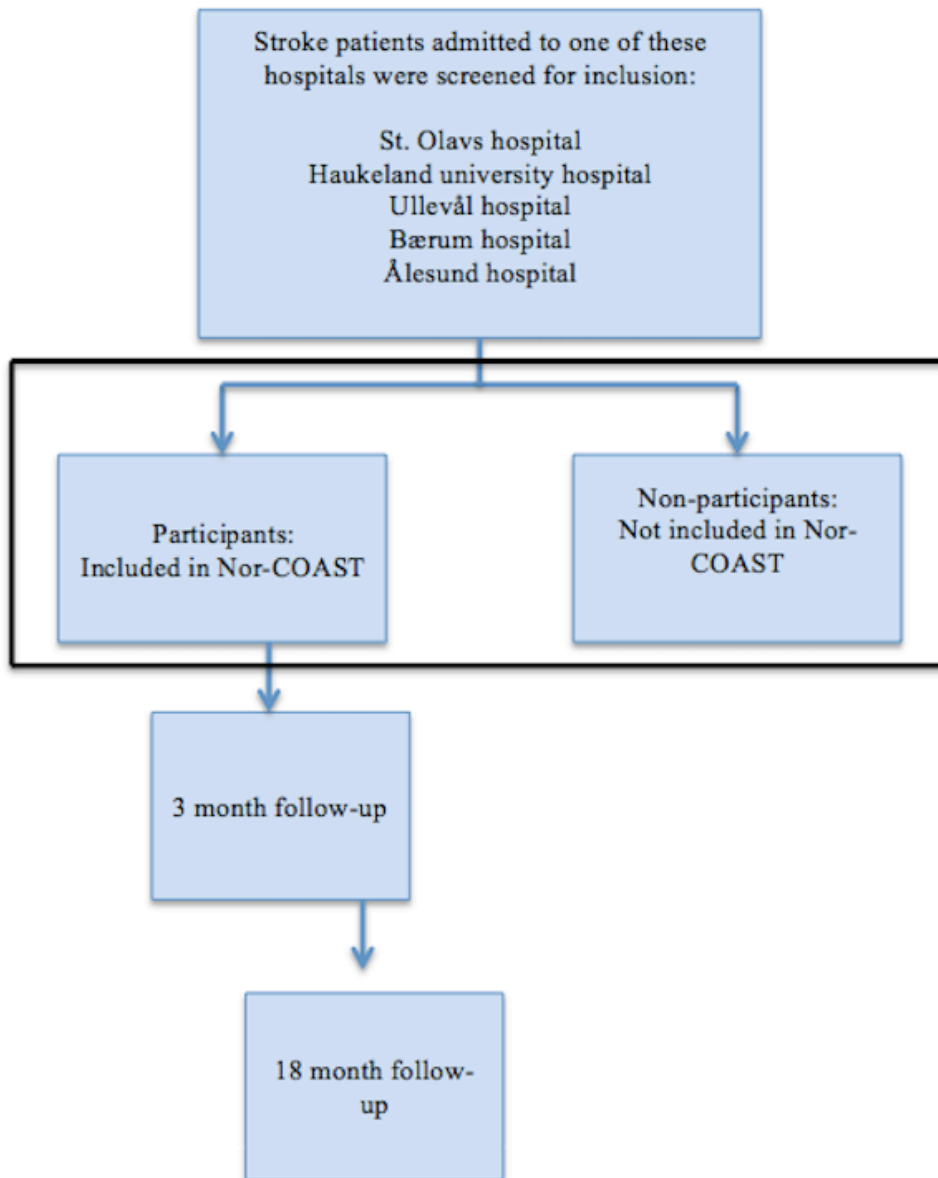 Stroke patients admitted to one of these
hospitals were screened for inclusion:
St. Olavs hospital
Haukeland university hospital
Ullevål hospital
Bærum hospital
Ålesund hospital
Participants:
Included in Nor-COAST
Non-participants:
Not included in Nor-
COAST
3 month follow-up
18 month follow-
up